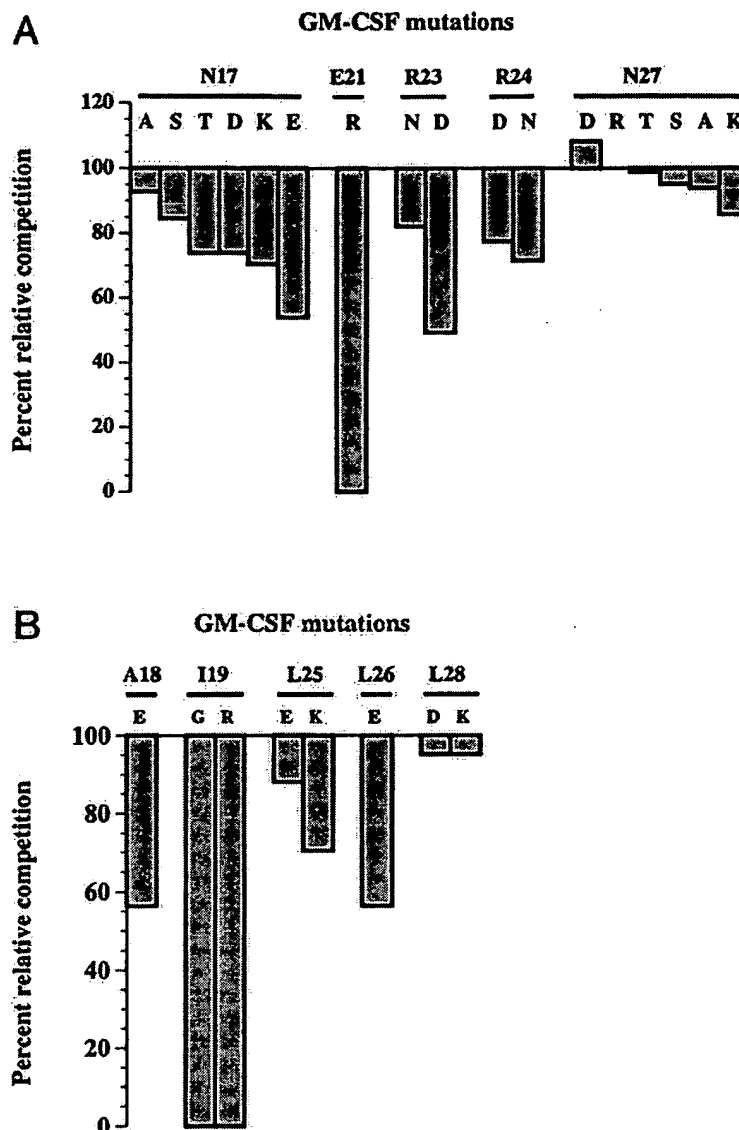 A
GM-CSF mutations
N17 E21 R23 R24 N27
A S T D K E R N D D N D R T S A K
Percent relative competition
120
100
80
60
40
20
0
B
GM-CSF mutations
A18 I19 L25 L26 L28
E G R E K E D K
Percent relative competition
100
80
60
40
20
0